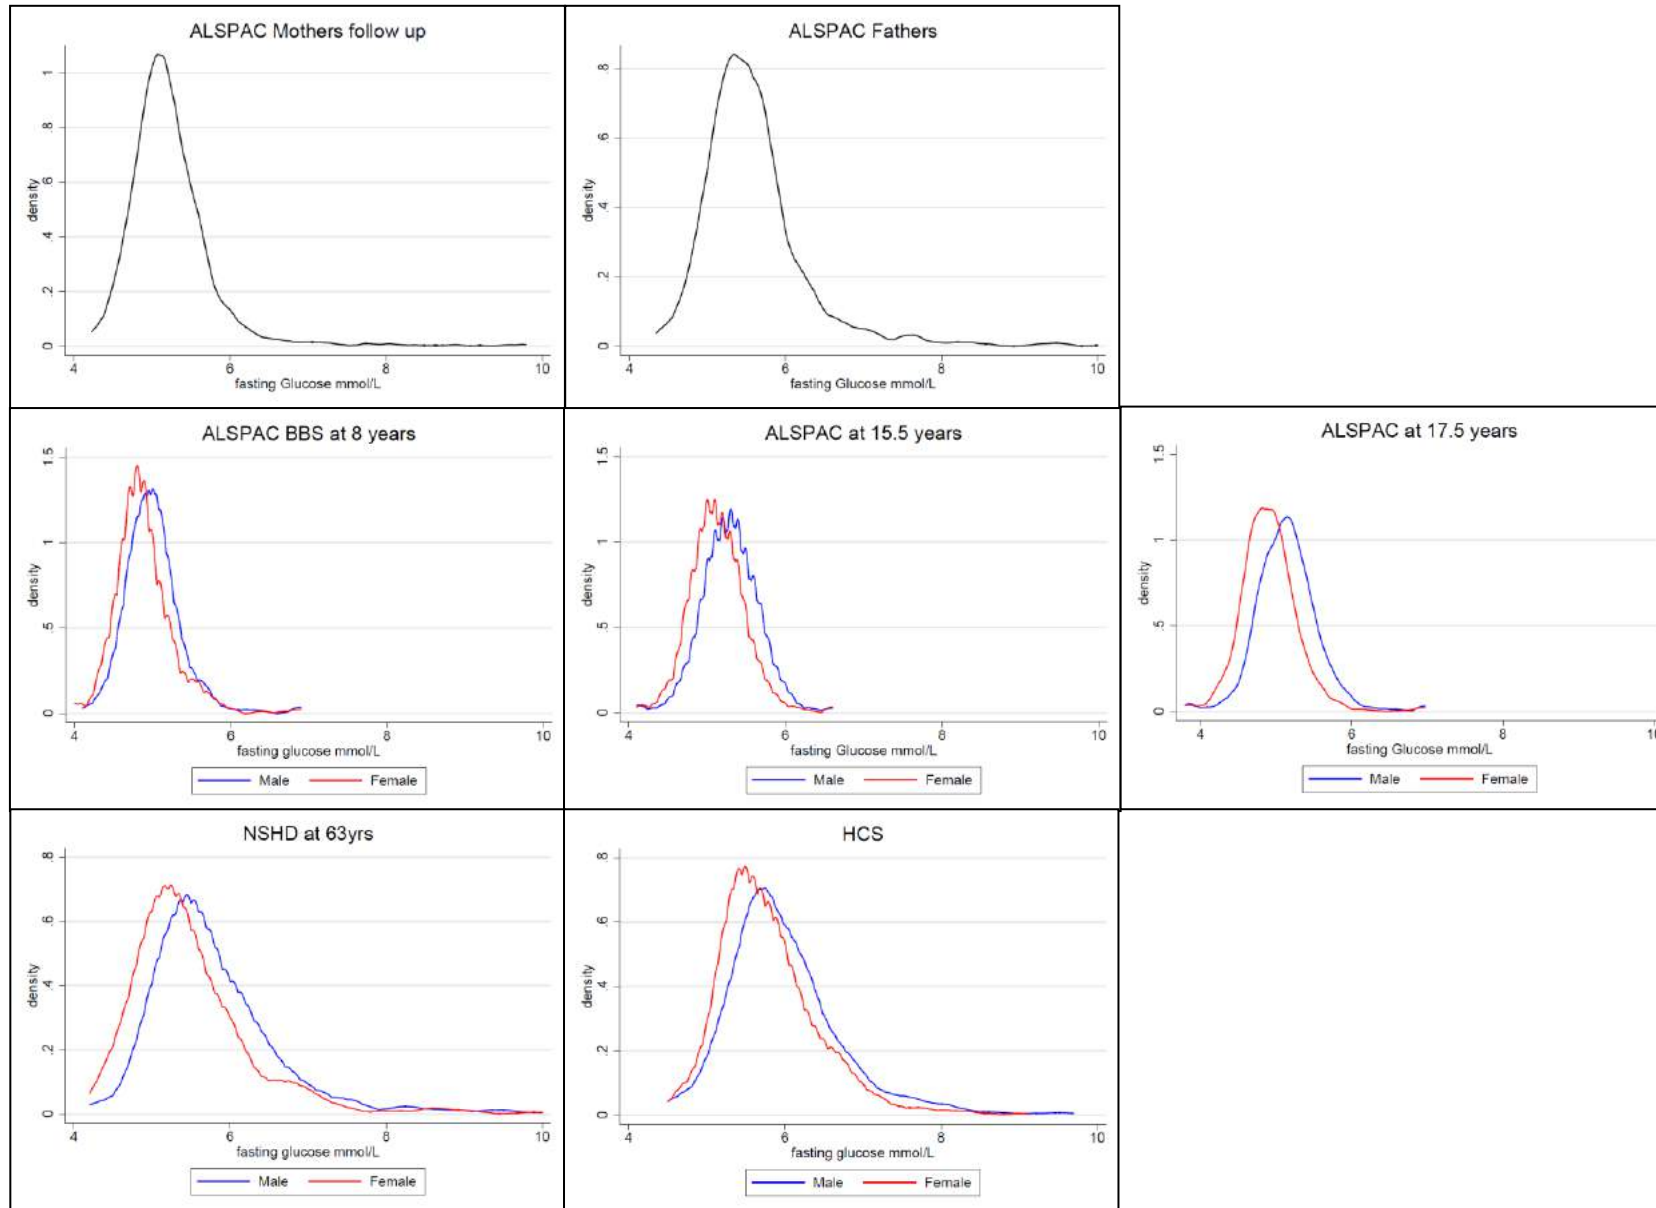 ALSPAC Mothers follow up
density
0
.2
.4
.6
.8
1
4
6
8
10
fasting Glucose mmol/L
ALSPAC Fathers
density
0
.2
.4
.6
.8
4
6
8
10
fasting Glucose mmol/L
ALSPAC BBS at 8 years
density
0
.5
1
1.5
4
6
8
10
fasting glucose mmol/L
Male
Female
ALSPAC at 15.5 years
density
0
.5
1
1.5
4
6
8
10
fasting Glucose mmol/L
Male
Female
ALSPAC at 17.5 years
density
0
.5
1
1.5
4
6
8
10
fasting Glucose mmol/L
Male
Female
NSHD at 63yrs
density
0
.2
.4
.6
.8
4
6
8
10
fasting glucose mmol/L
Male
Female
HCS
density
0
.2
.4
.6
.8
4
6
8
10
fasting glucose mmol/L
Male
Female